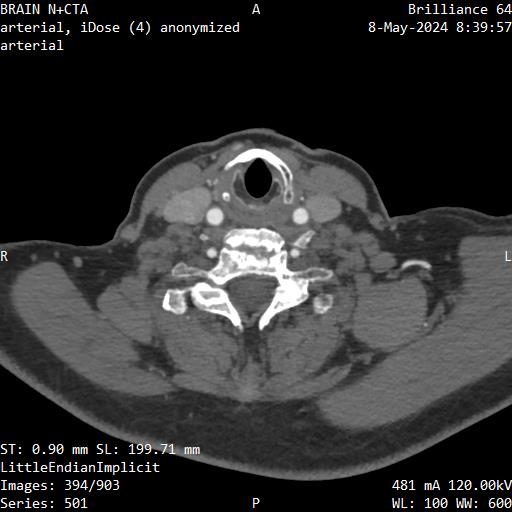 BRAIN N+CTA
arterial, iDose (4) anonymized
arterial
A
Brilliance 64
8-May-2024 8:39:57
R
L
ST: 0.90 mm SL: 199.71 mm
LittleEndianImplicit
Images: 394/903
Series: 501
P
481 mA 120.00kV
WL: 100 WW: 600